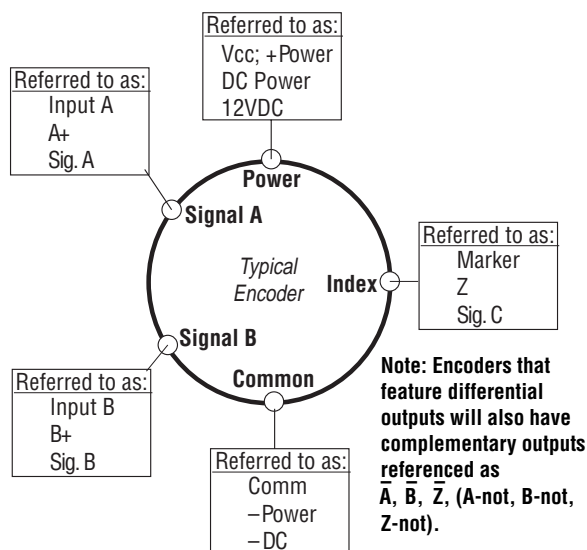 Referred to as:
Vcc; +Power
DC Power
12VDC
Power
Referred to as:
Input A
A+
Sig. A
Signal A
Typical
Encoder
Index
Referred to as:
Marker
Z
Sig. C
Signal B
Referred to as:
Input B
B+
Sig. B
Common
Referred to as:
Comm
–Power
–DC
Note: Encoders that
feature differential
outputs will also have
complementary outputs
referenced as
A̅, B̅, Z̅, (A-not, B-not,
Z-not).